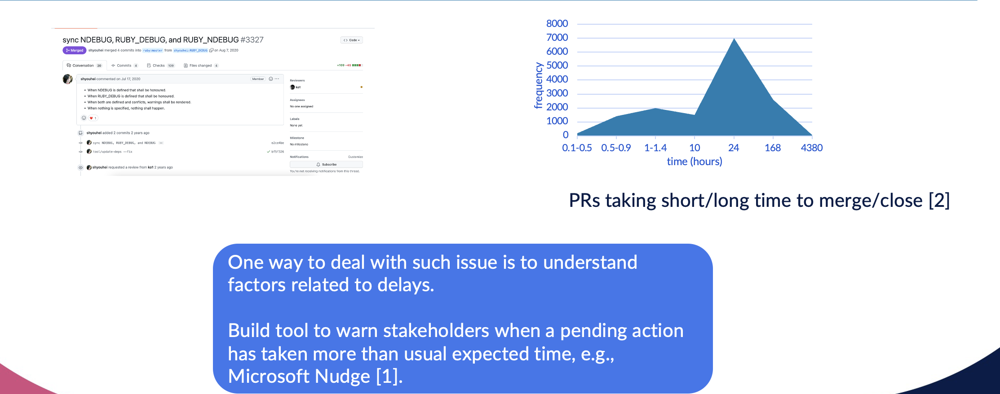 sync NDEBUG, RUBY_DEBUG, and RUBY_NDEBUG #3327
<> Code
Merged shyouhei merged 4 commits into ruby:master from shyouhei:RUBY_DEBUG on Aug 7, 2020
Conversation 20 Commits 4 Checks 109 Files changed 4 +169 −45
shyouhei commented on Jul 17, 2020 Member ...
• When NDEBUG is defined that shall be honoured.
• When RUBY_DEBUG is defined that shall be honoured.
• When both are defined and conflicts, warnings shall be rendered.
• When nothing is specified, nothing shall happen.
1
shyouhei added 2 commits 2 years ago
sync NDEBUG, RUBY_DEBUG, and NDEBUG ... e2ce4be
tool/update-deps --fix bf5f326
shyouhei requested a review from ko1 2 years ago
Reviewers
ko1
Assignees
No one assigned
Labels
None yet
Milestone
No milestone
Notifications Customize
Subscribe
You're not receiving notifications from this thread.
8000
7000
6000
5000
4000
3000
2000
1000
0
frequency
0.1-0.5 0.5-0.9 1-1.4 10 24 168 4380
time (hours)
PRs taking short/long time to merge/close [2]
One way to deal with such issue is to understand
factors related to delays.
Build tool to warn stakeholders when a pending action
has taken more than usual expected time, e.g.,
Microsoft Nudge [1].